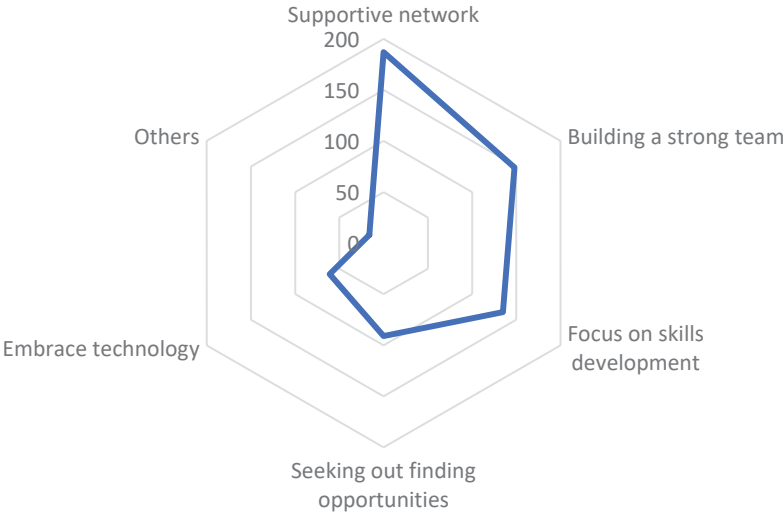 Supportive network
200
150
100
50
0
Others
Building a strong team
Embrace technology
Focus on skills
development
Seeking out finding
opportunities